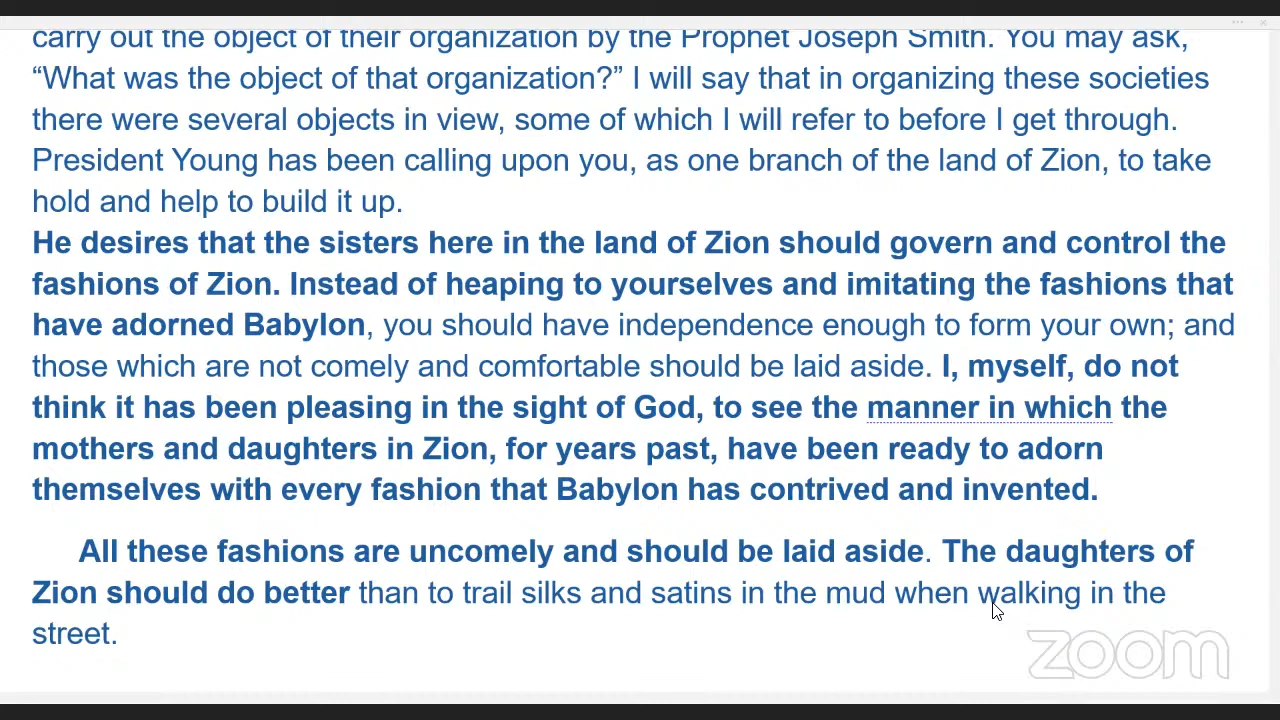 carry out the object of their organization by the Prophet Joseph Smith. You may ask,
“What was the object of that organization?” I will say that in organizing these societies
there were several objects in view, some of which I will refer to before I get through.
President Young has been calling upon you, as one branch of the land of Zion, to take
hold and help to build it up.
He desires that the sisters here in the land of Zion should govern and control the
fashions of Zion. Instead of heaping to yourselves and imitating the fashions that
have adorned Babylon, you should have independence enough to form your own; and
those which are not comely and comfortable should be laid aside. I, myself, do not
think it has been pleasing in the sight of God, to see the manner in which the
mothers and daughters in Zion, for years past, have been ready to adorn
themselves with every fashion that Babylon has contrived and invented.
All these fashions are uncomely and should be laid aside. The daughters of
Zion should do better than to trail silks and satins in the mud when walking in the
street.
zoom